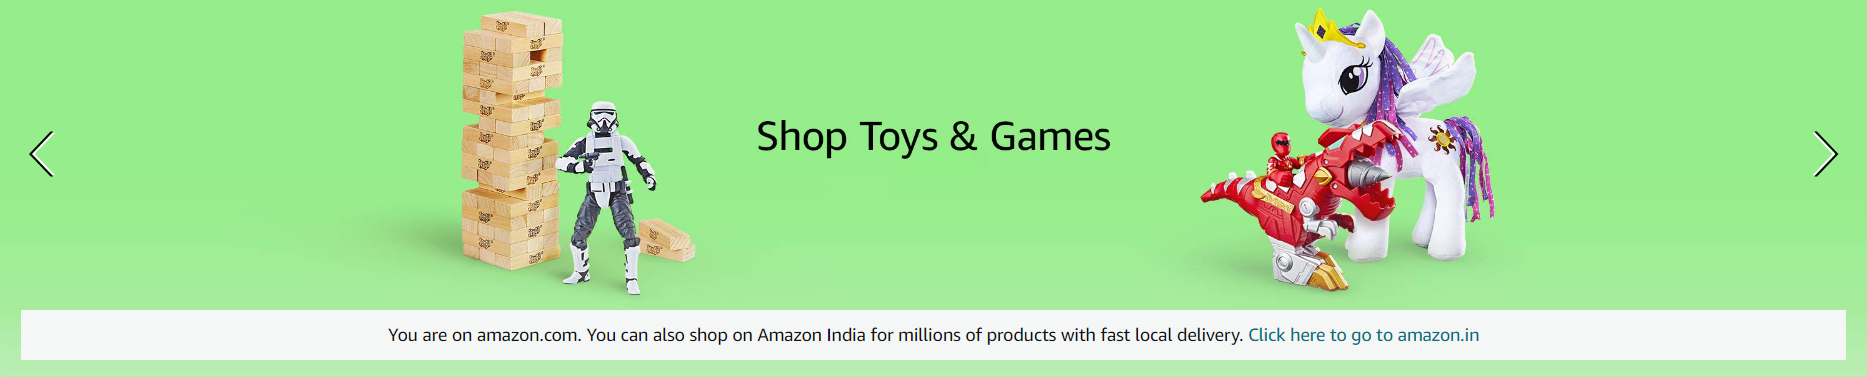 Shop Toys & Games
You are on amazon.com. You can also shop on Amazon India for millions of products with fast local delivery. Click here to go to amazon.in